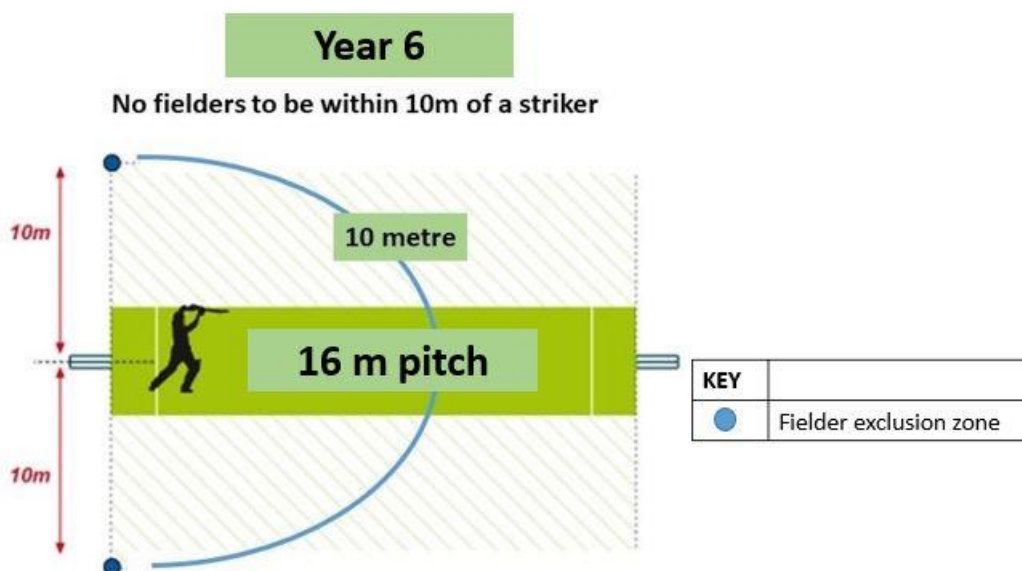 Year 6
No fielders to be within 10m of a striker
10m
10 metre
16 m pitch
KEY
Fielder exclusion zone
10m